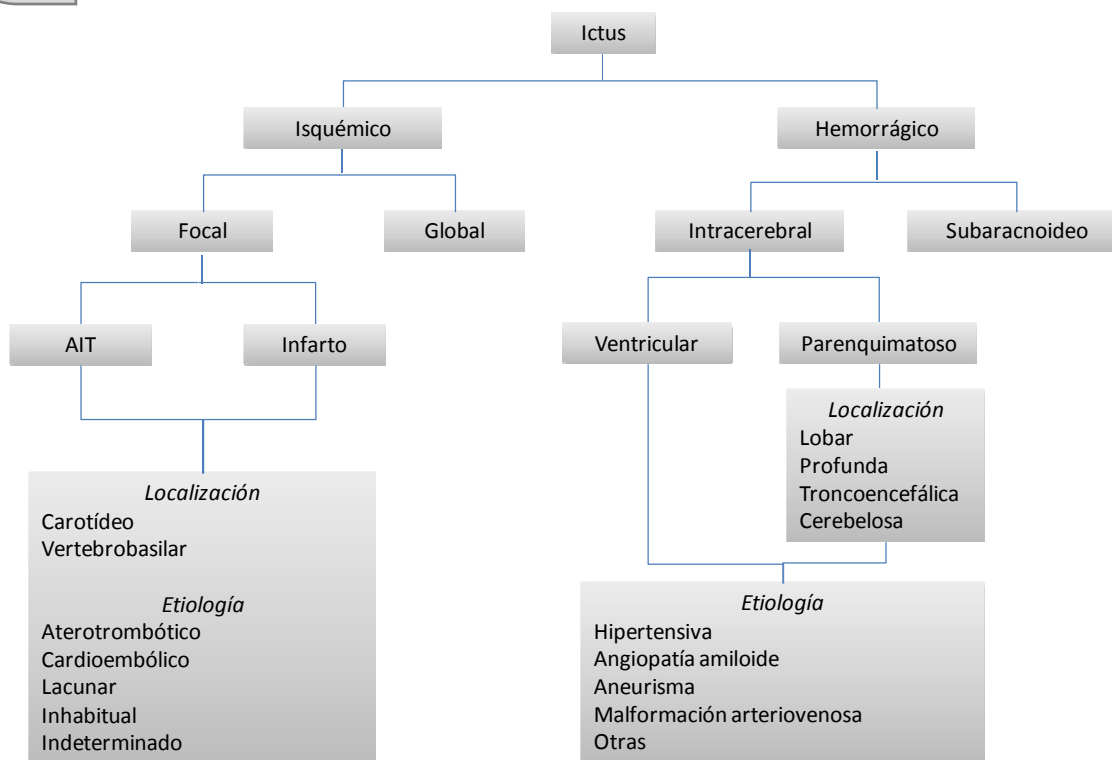 Ictus
Isquémico
Hemorrágico
Focal
Global
Intracerebral
Subaracnoideo
AIT
Infarto
Ventricular
Parenquimatoso
Localización
Lobar
Profunda
Troncoencefálica
Cerebelosa
Localización
Carotídeo
Vertebrobasilar
Etiología
Aterotrombótico
Cardioembólico
Lacunar
Inhabitual
Indeterminado
Etiología
Hipertensiva
Angiopatía amiloide
Aneurisma
Malformación arteriovenosa
Otras